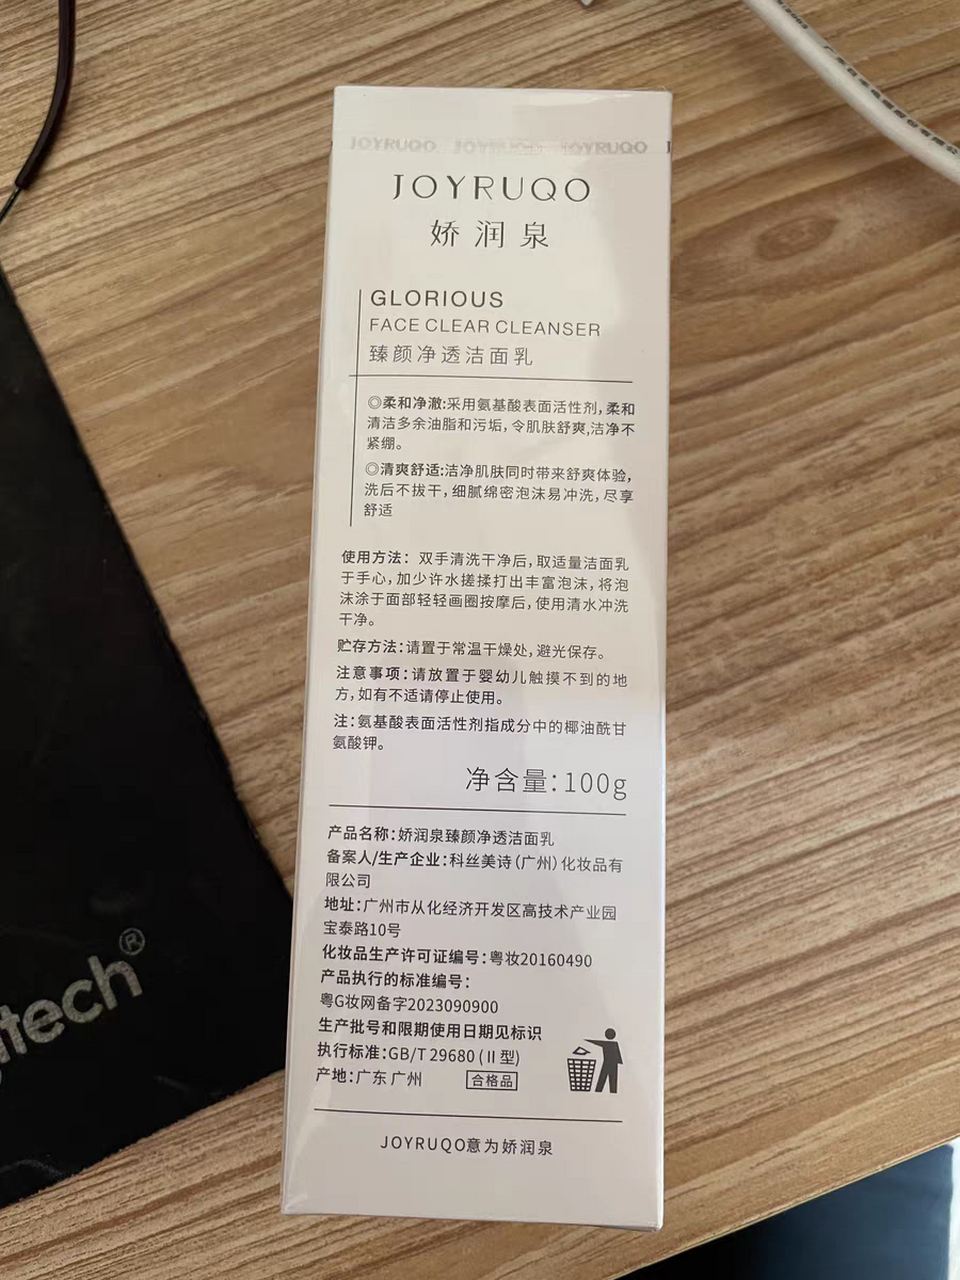 JOYRUQO JOYRUQO JOYRUQO
JOYRUQO
娇润泉
GLORIOUS
FACE CLEAR CLEANSER
臻颜净透洁面乳
◎柔和净澈:采用氨基酸表面活性剂,柔和
清洁多余油脂和污垢,令肌肤舒爽,洁净不
紧绷。
◎清爽舒适:洁净肌肤同时带来舒爽体验,
洗后不拔干,细腻绵密泡沫易冲洗,尽享
舒适
使用方法: 双手清洗干净后,取适量洁面乳
于手心,加少许水搓揉打出丰富泡沫,将泡
沫涂于面部轻轻画圈按摩后,使用清水冲洗
干净。
贮存方法:请置于常温干燥处,避光保存。
注意事项:请放置于婴幼儿触摸不到的地
方,如有不适请停止使用。
注:氨基酸表面活性剂指成分中的椰油酰甘
氨酸钾。
净含量:100g
产品名称:娇润泉臻颜净透洁面乳
备案人/生产企业:科丝美诗(广州)化妆品有
限公司
地址:广州市从化经济开发区高技术产业园
宝泰路10号
化妆品生产许可证编号:粤妆20160490
产品执行的标准编号:
粤G妆网备字2023090900
生产批号和限期使用日期见标识
执行标准:GB/T 29680(II型)
产地:广东 广州 合格品
JOYRUQO意为娇润泉
tech®